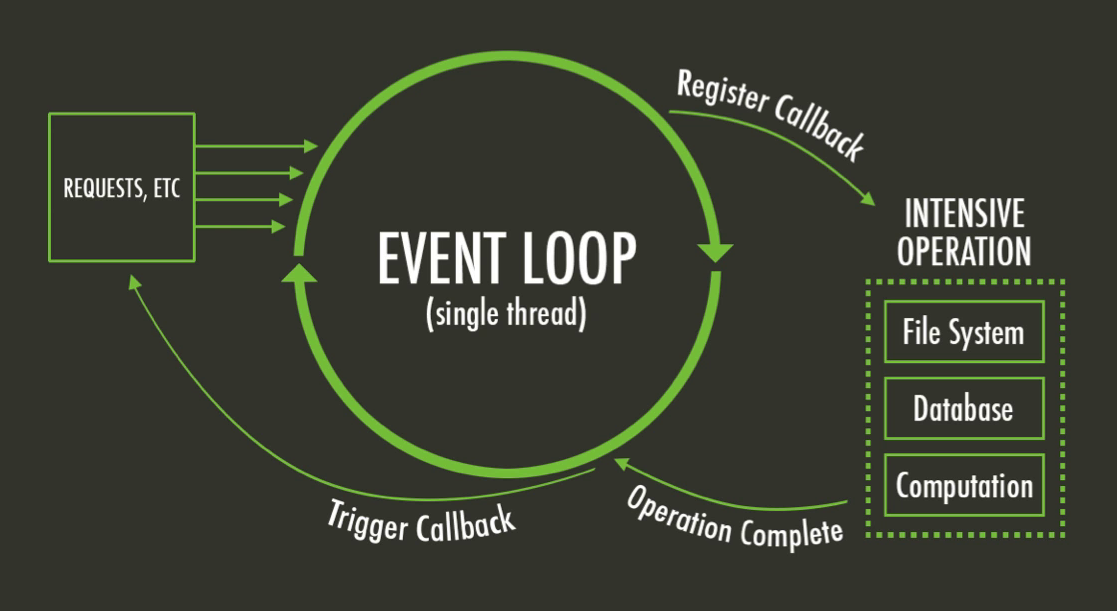 REQUESTS, ETC
EVENT LOOP
(single thread)
Register Callback
INTENSIVE
OPERATION
File System
Database
Computation
Operation Complete
Trigger Callback